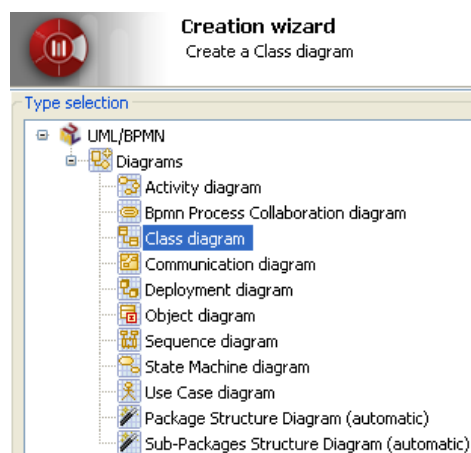 Creation wizard
Create a Class diagram
Type selection
UML/BPMN
Diagrams
Activity diagram
Bpmn Process Collaboration diagram
Class diagram
Communication diagram
Deployment diagram
Object diagram
Sequence diagram
State Machine diagram
Use Case diagram
Package Structure Diagram (automatic)
Sub-Packages Structure Diagram (automatic)